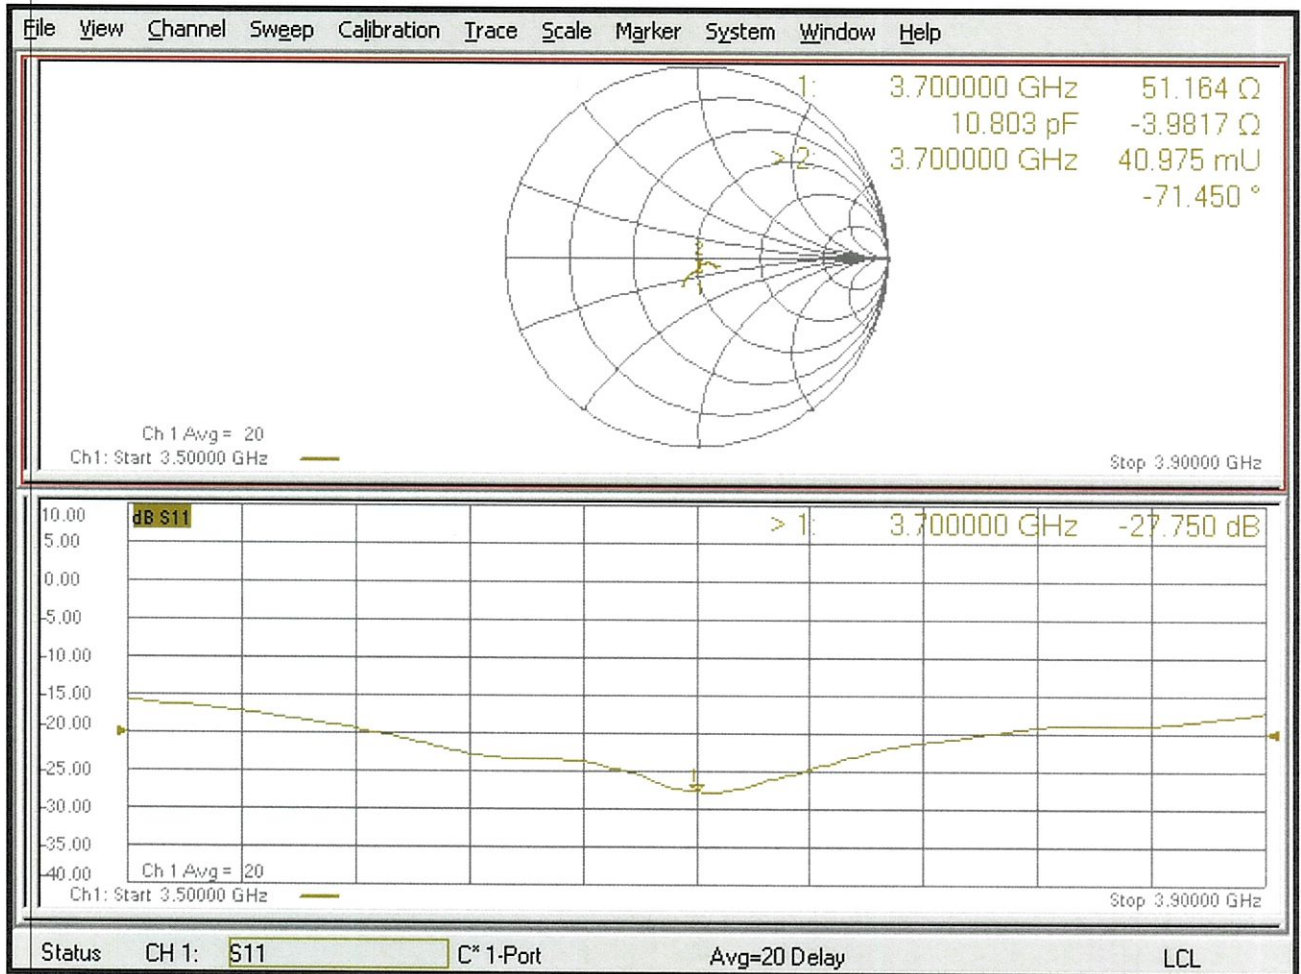 File View Channel Sweep Calibration Trace Scale Marker System Window Help
1: 3.700000 GHz 51.164 Ω
10.803 pF -3.9817 Ω
> 2: 3.700000 GHz 40.975 mU
-71.450 °
2
1
Ch 1 Avg = 20
Ch1: Start 3.50000 GHz
Stop 3.90000 GHz
10.00
dB S11
> 1: 3.700000 GHz -27.750 dB
5.00
0.00
-5.00
-10.00
-15.00
-20.00
-25.00
1
-30.00
-35.00
-40.00
Ch 1 Avg = 20
Ch1: Start 3.50000 GHz
Stop 3.90000 GHz
Status CH 1: S11 C* 1-Port Avg=20 Delay LCL